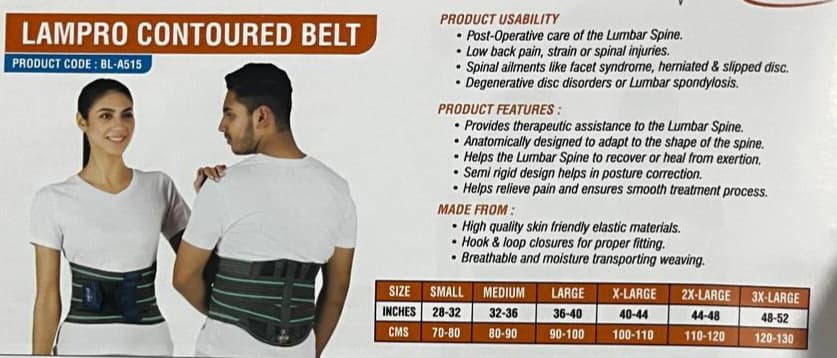 LAMPRO CONTOURED BELT
PRODUCT CODE : BL-A515
PRODUCT USABILITY
• Post-Operative care of the Lumbar Spine.
• Low back pain, strain or spinal injuries.
• Spinal ailments like facet syndrome, herniated & slipped disc.
• Degenerative disc disorders or Lumbar spondylosis.
PRODUCT FEATURES :
• Provides therapeutic assistance to the Lumbar Spine.
• Anatomically designed to adapt to the shape of the spine.
• Helps the Lumbar Spine to recover or heal from exertion.
• Semi rigid design helps in posture correction.
• Helps relieve pain and ensures smooth treatment process.
MADE FROM :
• High quality skin friendly elastic materials.
• Hook & loop closures for proper fitting.
• Breathable and moisture transporting weaving.
SIZE SMALL MEDIUM LARGE X-LARGE 2X-LARGE 3X-LARGE
INCHES 28-32 32-36 36-40 40-44 44-48 48-52
CMS 70-80 80-90 90-100 100-110 110-120 120-130